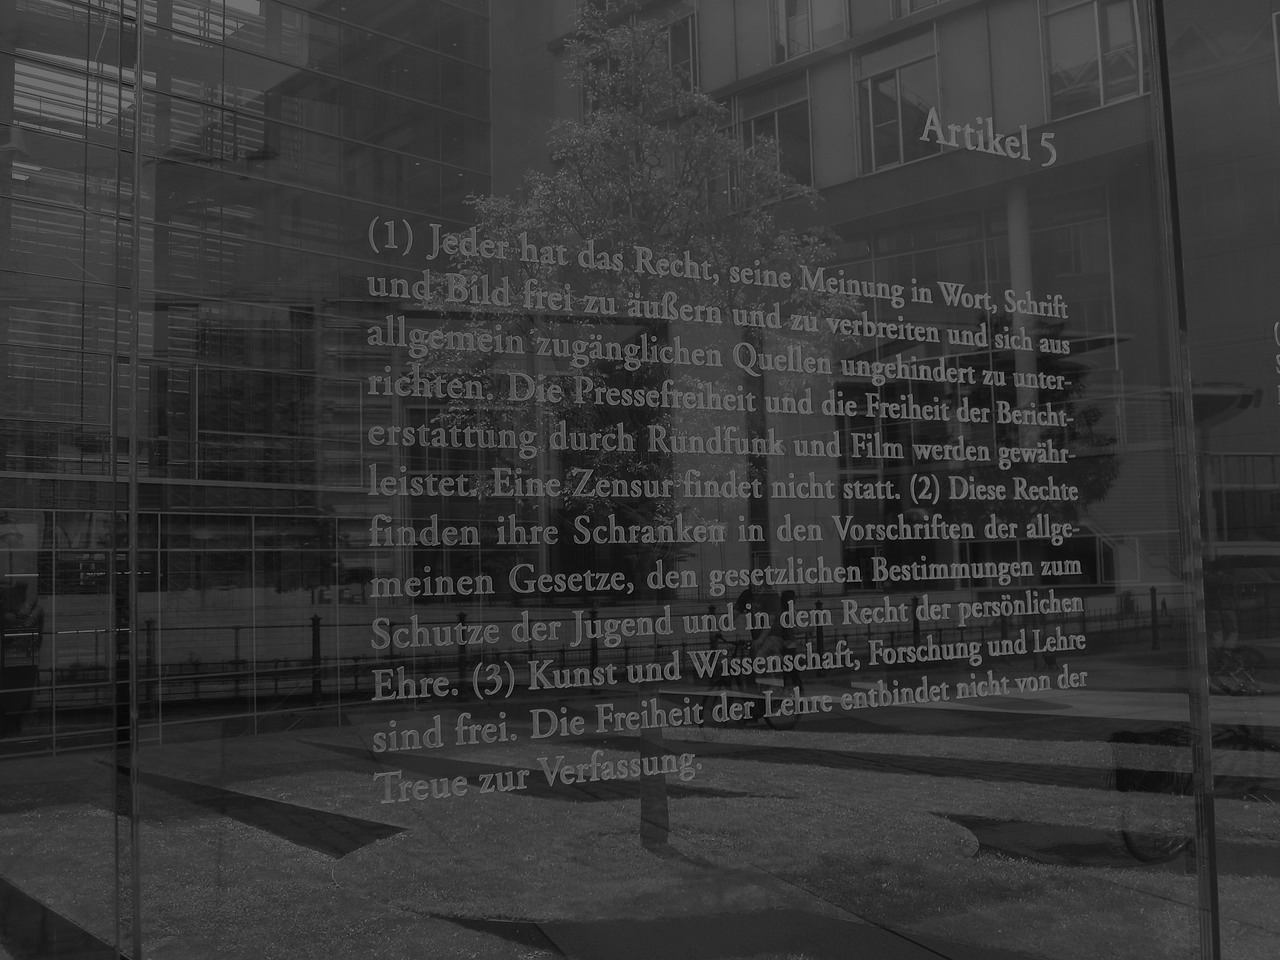 Artikel 5
(1) Jeder hat das Recht, seine Meinung in Wort, Schrift
und Bild frei zu äußern und zu verbreiten und sich aus
allgemein zugänglichen Quellen ungehindert zu unter-
richten. Die Pressefreiheit und die Freiheit der Bericht-
erstattung durch Rundfunk und Film werden gewähr-
leistet. Eine Zensur findet nicht statt. (2) Diese Rechte
finden ihre Schranken in den Vorschriften der allge-
meinen Gesetze, den gesetzlichen Bestimmungen zum
Schutze der Jugend und in dem Recht der persönlichen
Ehre. (3) Kunst und Wissenschaft, Forschung und Lehre
sind frei. Die Freiheit der Lehre entbindet nicht von der
Treue zur Verfassung.